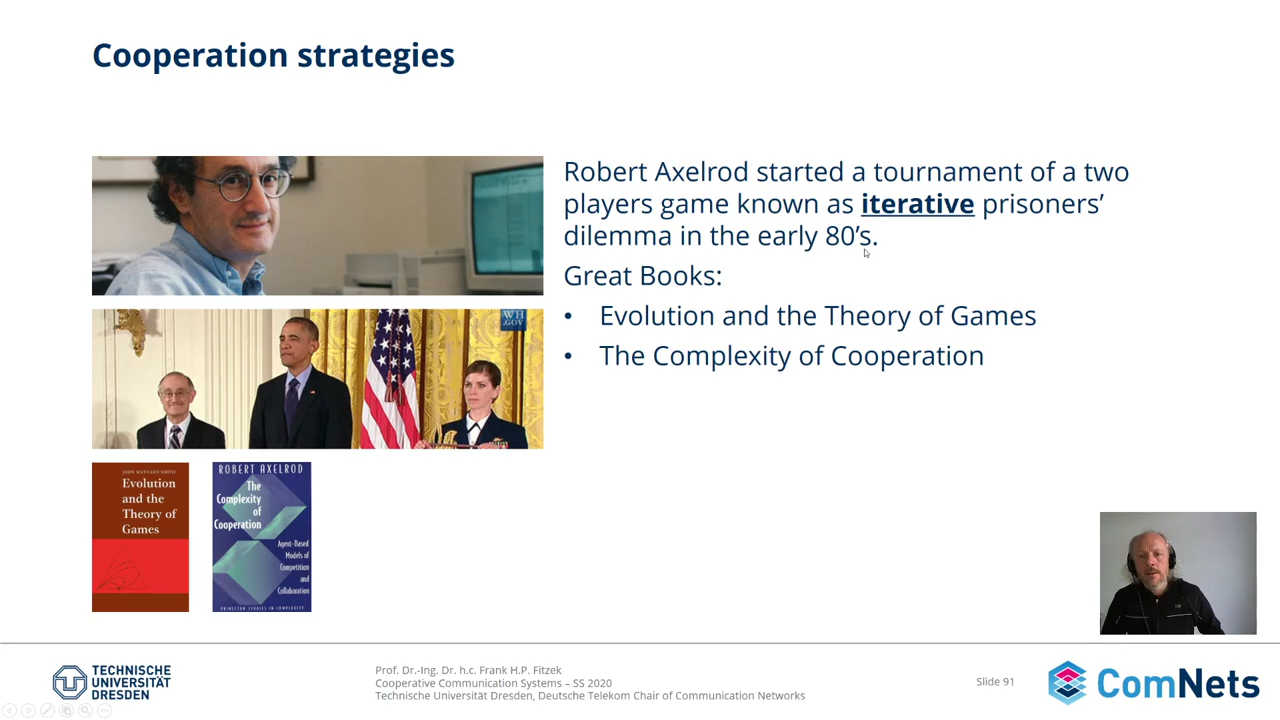 Cooperation strategies
Robert Axelrod started a tournament of a two
players game known as iterative prisoners’
dilemma in the early 80’s.
Great Books:
• Evolution and the Theory of Games
• The Complexity of Cooperation
WH
.GOV
JOHN MAYNARD SMITH
Evolution
and the
Theory of
Games
ROBERT AXELROD
The
Complexity
of
Cooperation
Agent-Based
Models of
Competition
and
Collaboration
PRINCETON STUDIES IN COMPLEXITY
TECHNISCHE
UNIVERSITÄT
DRESDEN
Prof. Dr.-Ing. Dr. h.c. Frank H.P. Fitzek
Cooperative Communication Systems – SS 2020
Technische Universität Dresden, Deutsche Telekom Chair of Communication Networks
Slide 91
ComNets